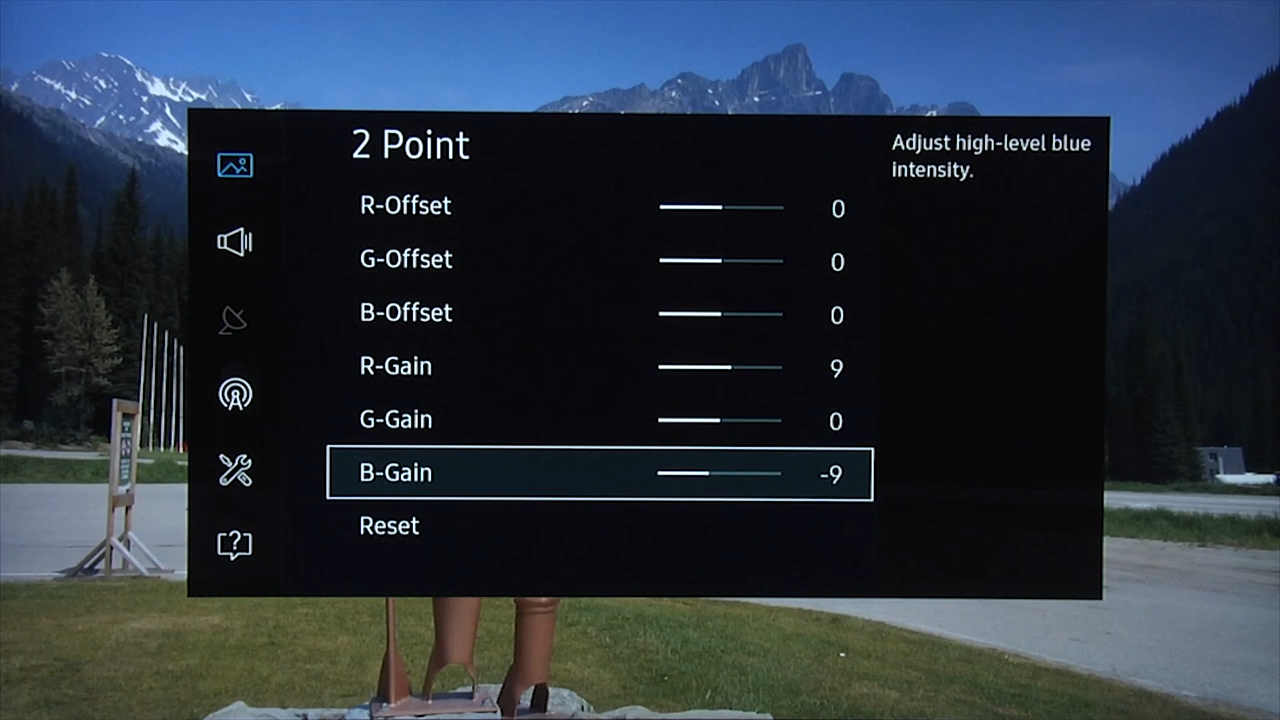 2 Point
Adjust high-level blue
intensity.
R-Offset 0
G-Offset 0
B-Offset 0
R-Gain 9
G-Gain 0
B-Gain -9
Reset